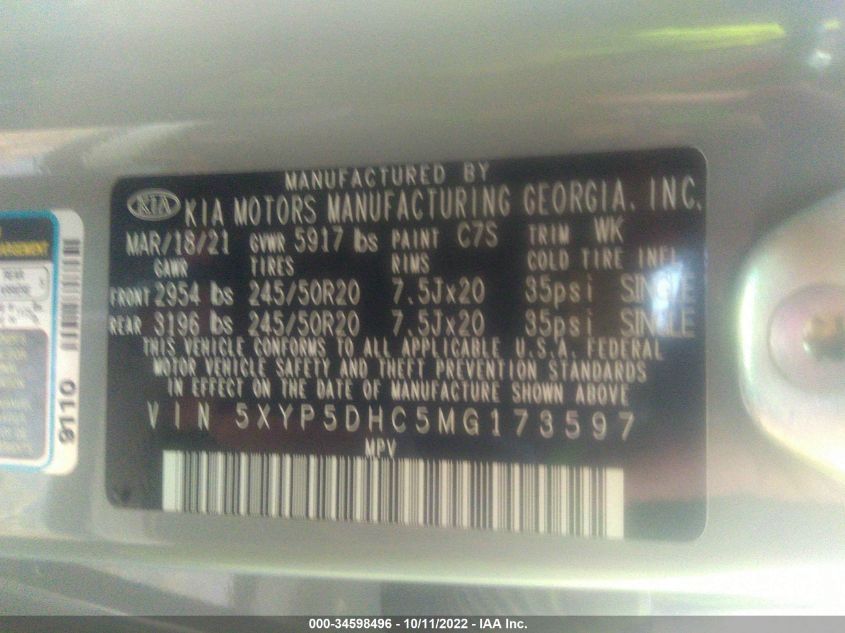 MANUFACTURED BY
KIA KIA MOTORS MANUFACTURING GEORGIA, INC.
MAR/18/21 GVWR 5917 lbs PAINT C7S TRIM WK
GAWR TIRES RIMS COLD TIRE INFL
FRONT 2954 lbs 245/50R20 7.5Jx20 35psi SINGLE
REAR 3196 lbs 245/50R20 7.5Jx20 35psi SINGLE
THIS VEHICLE CONFORMS TO ALL APPLICABLE U.S.A. FEDERAL
MOTOR VEHICLE SAFETY AND THEFT PREVENTION STANDARDS
IN EFFECT ON THE DATE OF MANUFACTURE SHOWN ABOVE
VIN 5XYP5DHC5MG173597
MPV
9110
000-34598496 - 10/11/2022 - IAA Inc.